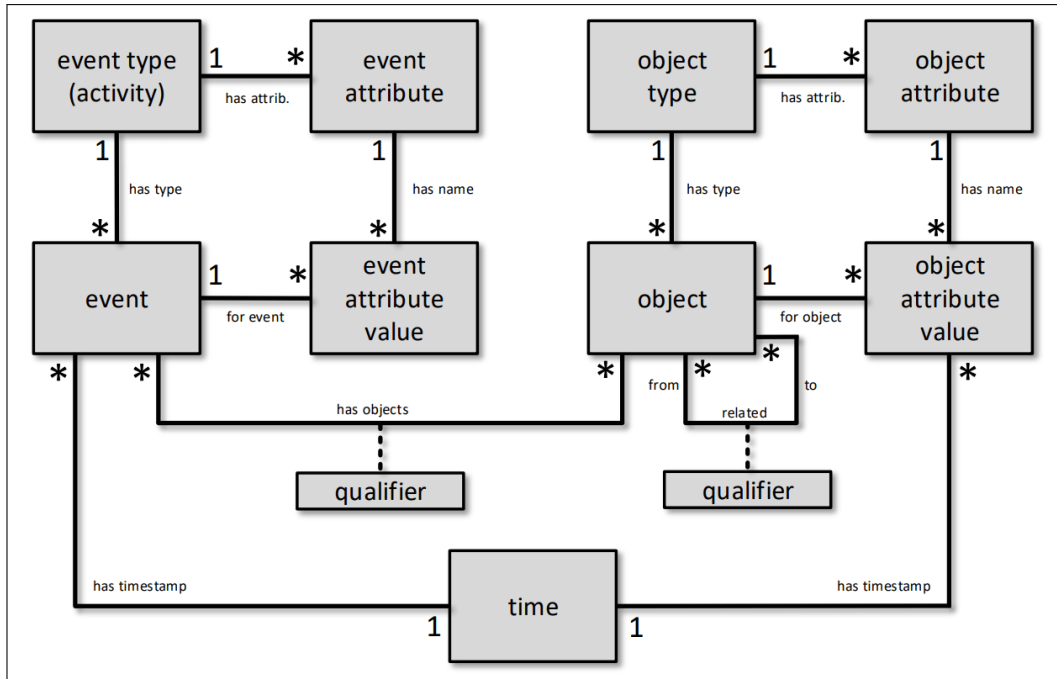 event type
(activity)
1
*
has attrib.
event
attribute
object
type
1
*
has attrib.
object
attribute
1
has type
*
1
has name
*
1
has type
*
1
has name
*
event
1
*
for event
event
attribute
value
object
1
*
for object
object
attribute
value
*
*
has objects
*
from
*
*
to
related
*
qualifier
qualifier
has timestamp
1
time
1
has timestamp